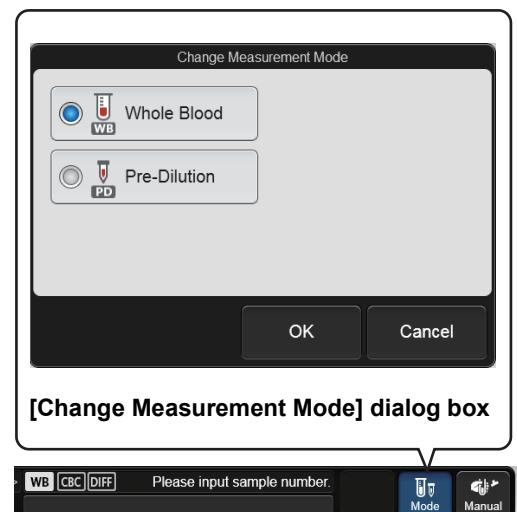 Change Measurement Mode
WB Whole Blood
PD Pre-Dilution
OK Cancel
[Change Measurement Mode] dialog box
WB CBC DIFF Please input sample number.
Mode Manual